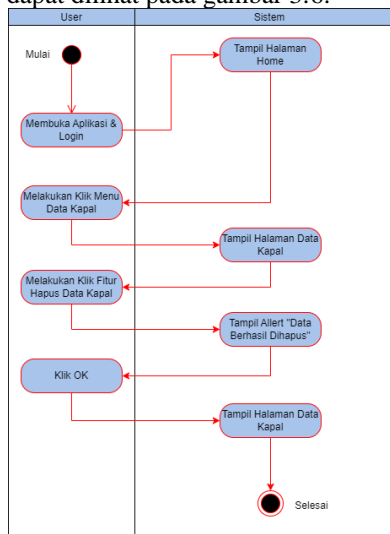 dapat dilihat pada gambar 3.6.
User
Sistem
Mulai
Tampil Halaman
Home
Membuka Aplikasi &
Login
Melakukan Klik Menu
Data Kapal
Tampil Halaman Data
Kapal
Melakukan Klik Fitur
Hapus Data Kapal
Tampil Allert "Data
Berhasil Dihapus"
Klik OK
Tampil Halaman Data
Kapal
Selesai